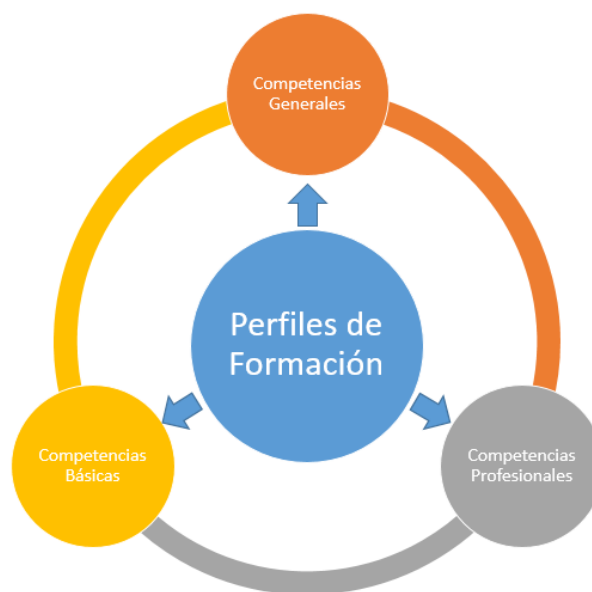 Competencias
Generales
Perfiles de
Formación
Competencias
Básicas
Competencias
Profesionales